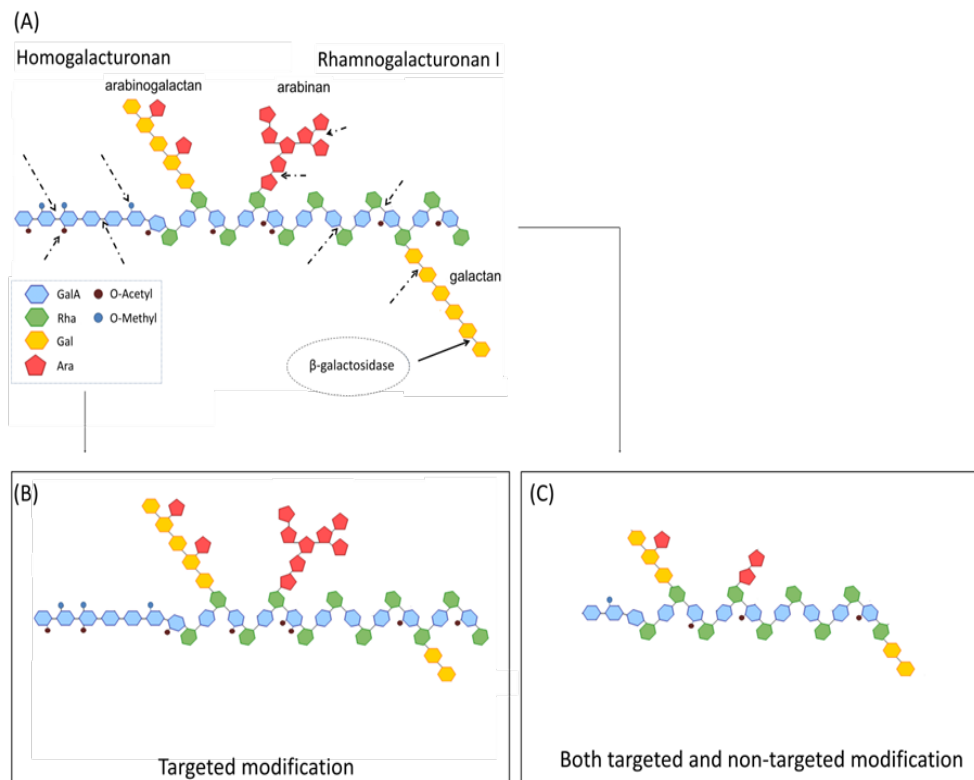 (A)
Homogalacturonan
Rhamnogalacturonan I
arabinogalactan
arabinan
galactan
GalA
O-Acetyl
Rha
O-Methyl
Gal
Ara
β-galactosidase
(B)
Targeted modification
(C)
Both targeted and non-targeted modification